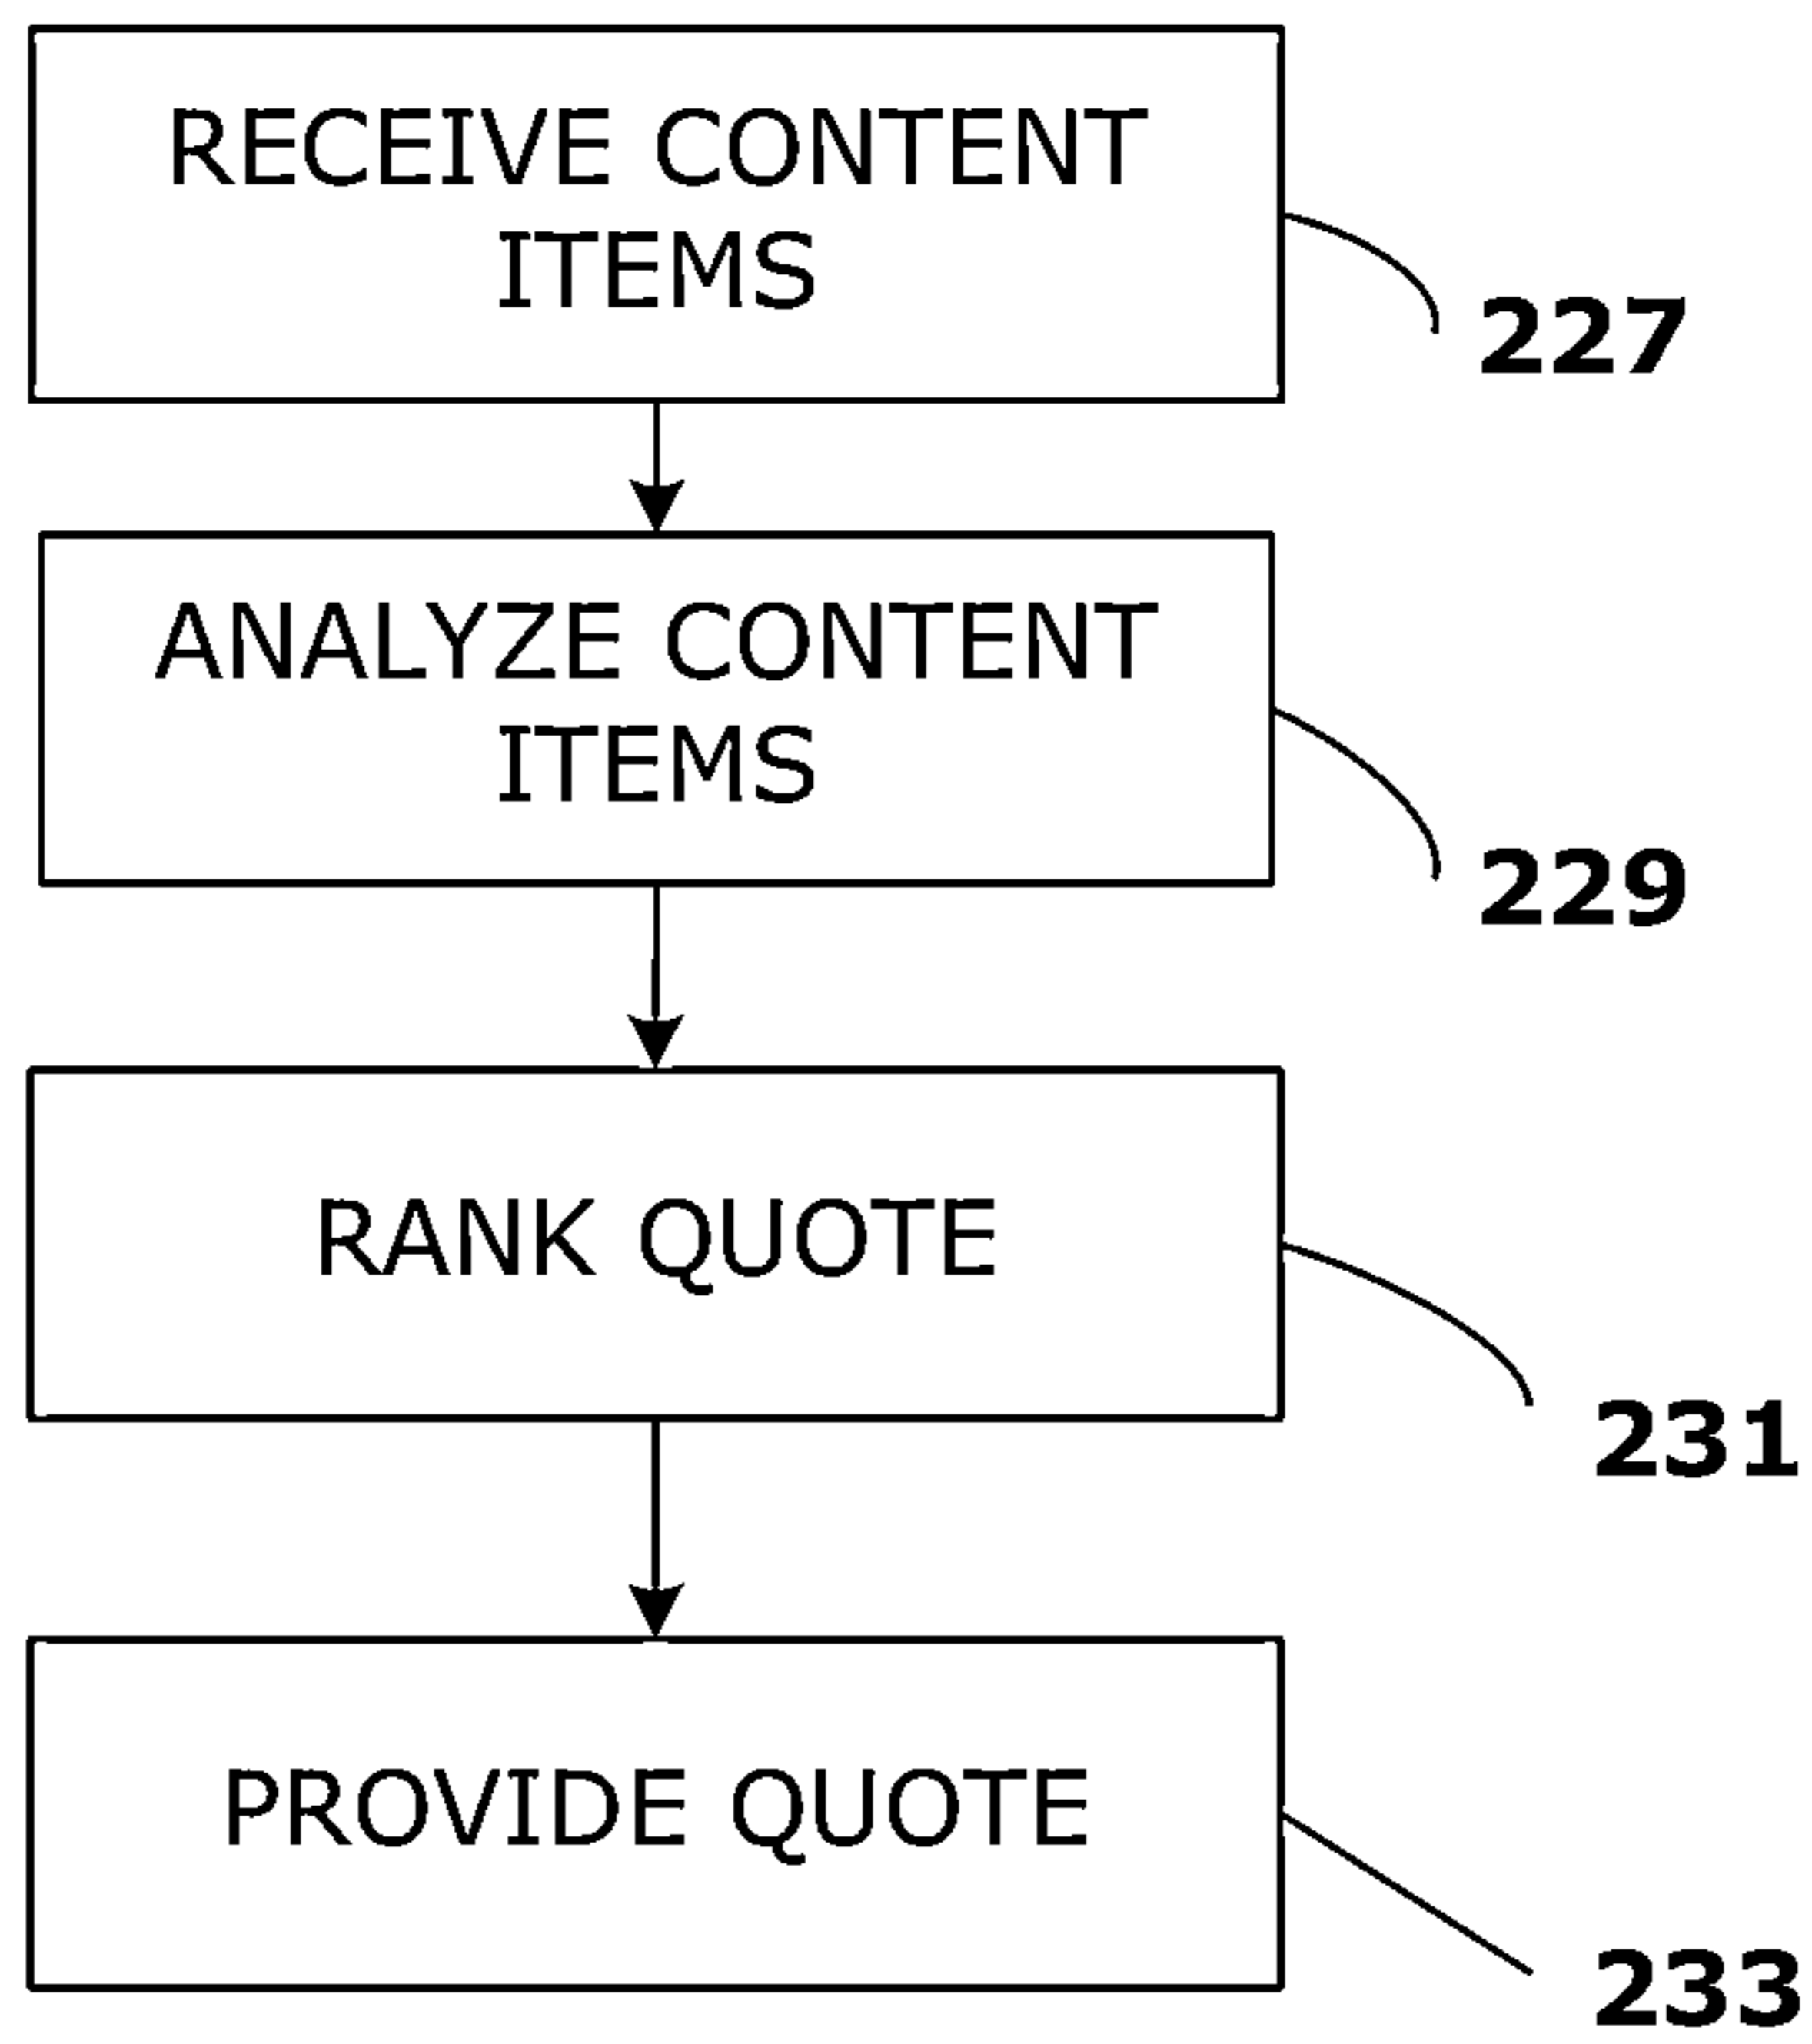 RECEIVE CONTENT
ITEMS
227
ANALYZE CONTENT
ITEMS
229
RANK QUOTE
231
PROVIDE QUOTE
233